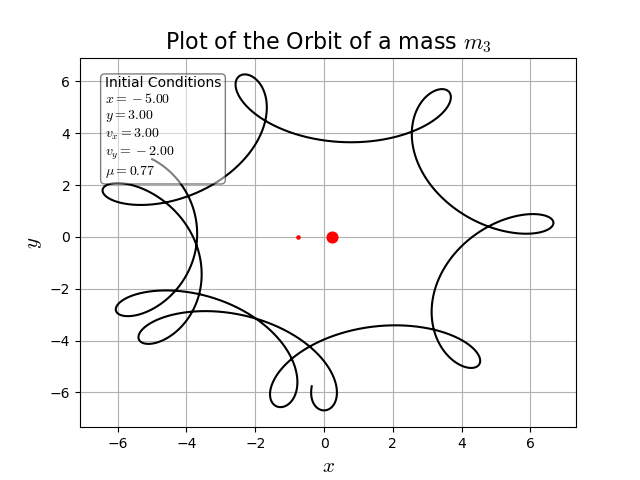 Plot of the Orbit of a mass m₃
Initial Conditions
x = −5.00
y = 3.00
vₓ = 3.00
v_y = −2.00
μ = 0.77
6
4
2
0
−2
−4
−6
y
−6 −4 −2 0 2 4 6
x